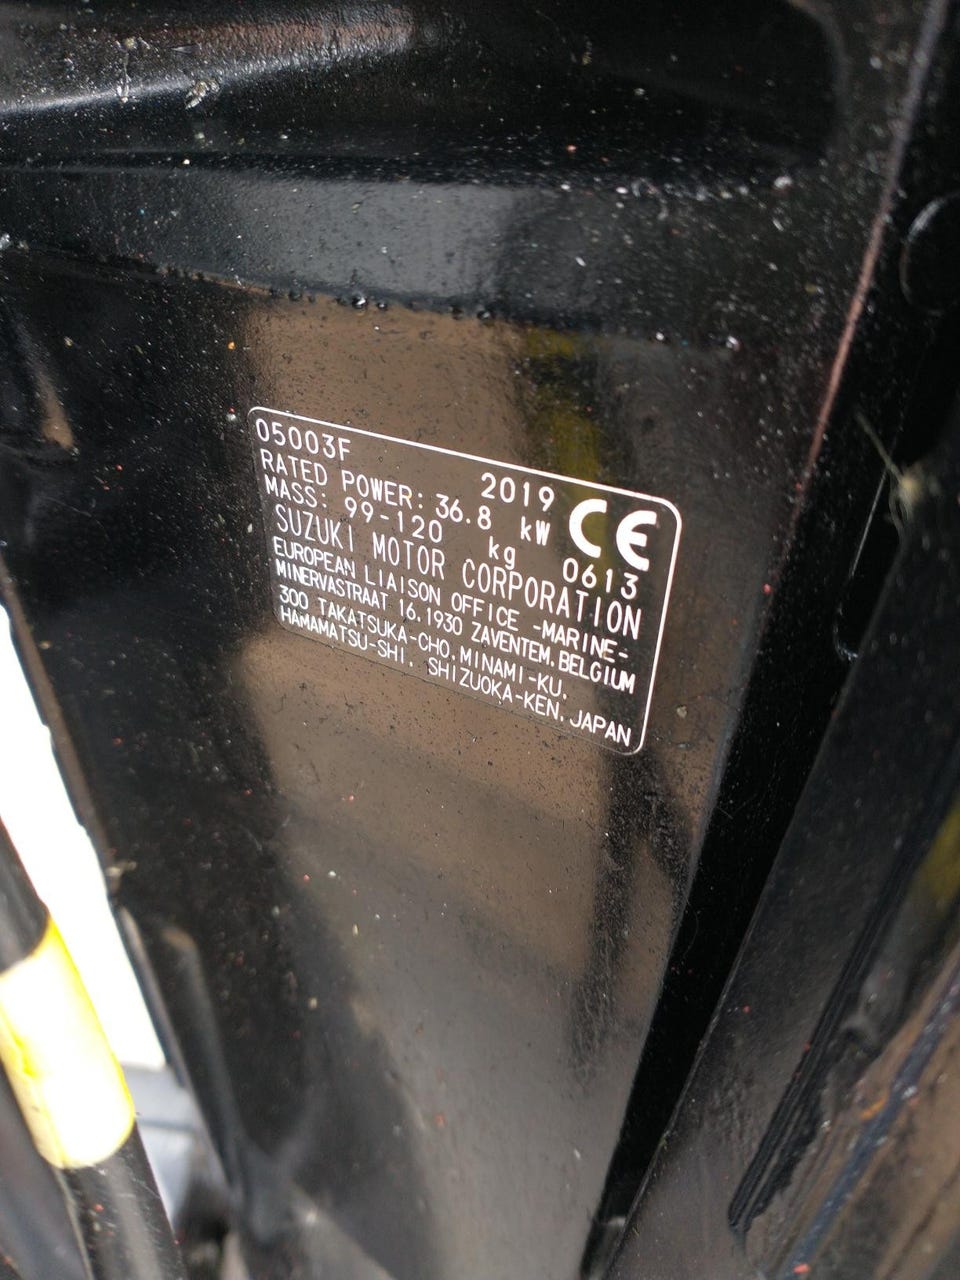 05003F 2019
RATED POWER: 36.8 kW CE
MASS: 99-120 kg 0613
SUZUKI MOTOR CORPORATION
EUROPEAN LIAISON OFFICE -MARINE-
MINERVASTRAAT 16,1930 ZAVENTEM,BELGIUM
300 TAKATSUKA-CHO,MINAMI-KU,
HAMAMATSU-SHI, SHIZUOKA-KEN,JAPAN